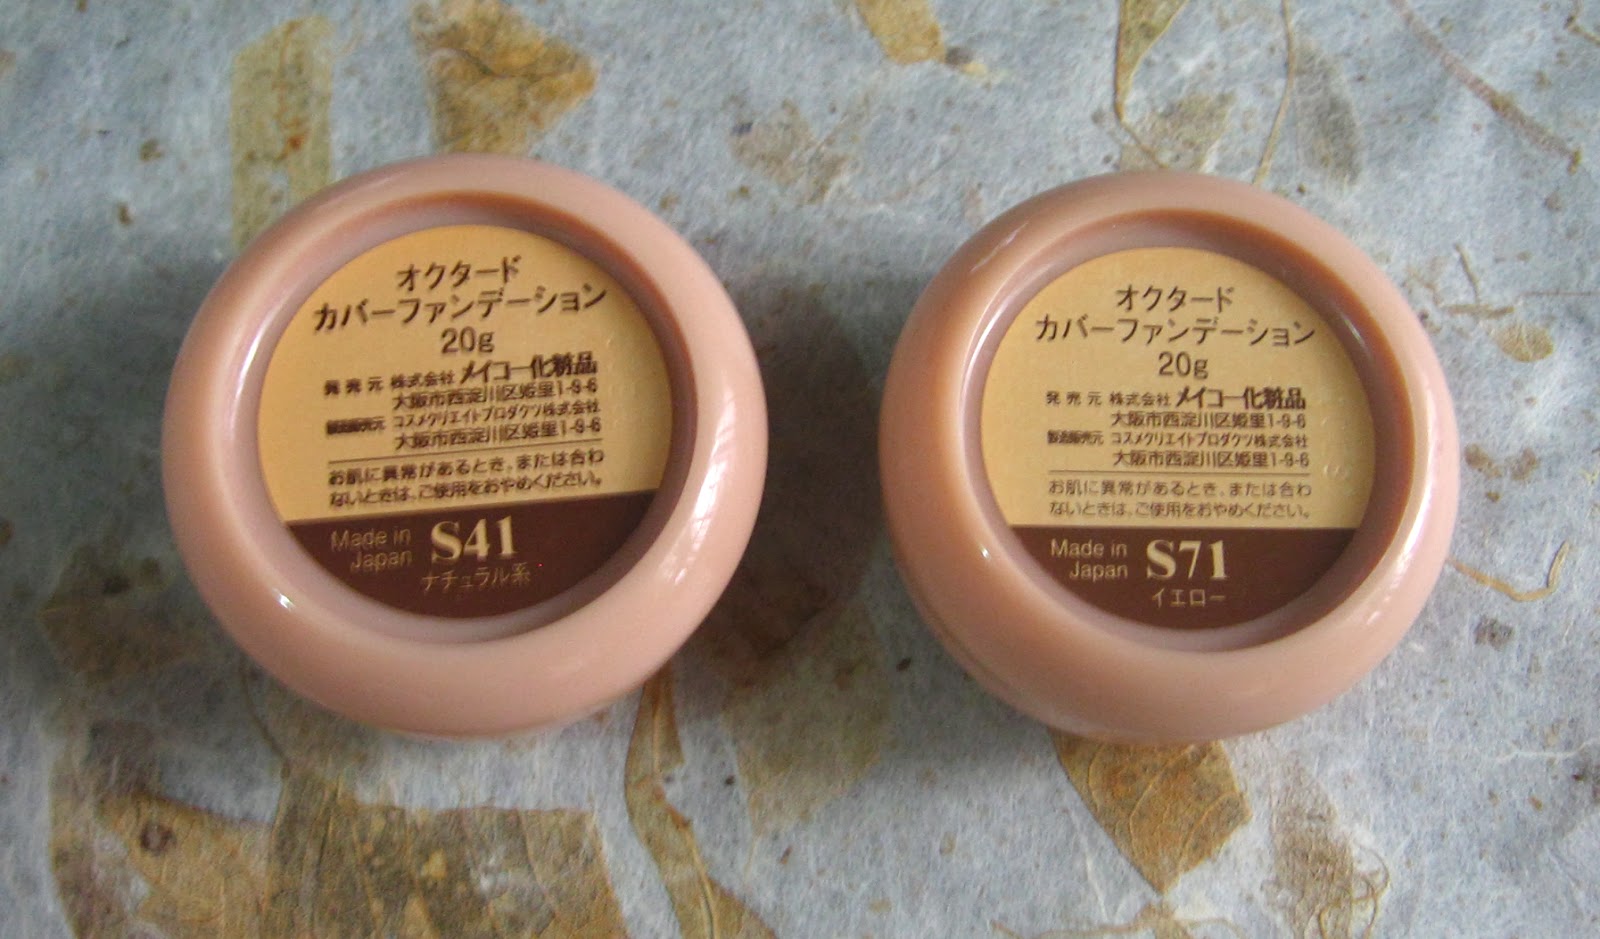 オクタード
カバーファンデーション
20g
発売元 株式会社 メイコー化粧品
大阪市西淀川区姫里1-9-6
製造販売元 コスメクリエイトプロダクツ株式会社
大阪市西淀川区姫里1-9-6
お肌に異常があるとき、または合わ
ないときは、ご使用をおやめください。
Made in
Japan S41
ナチュラル系
オクタード
カバーファンデーション
20g
発売元 株式会社 メイコー化粧品
大阪市西淀川区姫里1-9-6
製造販売元 コスメクリエイトプロダクツ株式会社
大阪市西淀川区姫里1-9-6
お肌に異常があるとき、または合わ
ないときは、ご使用をおやめください。
Made in
Japan S71
イエロー